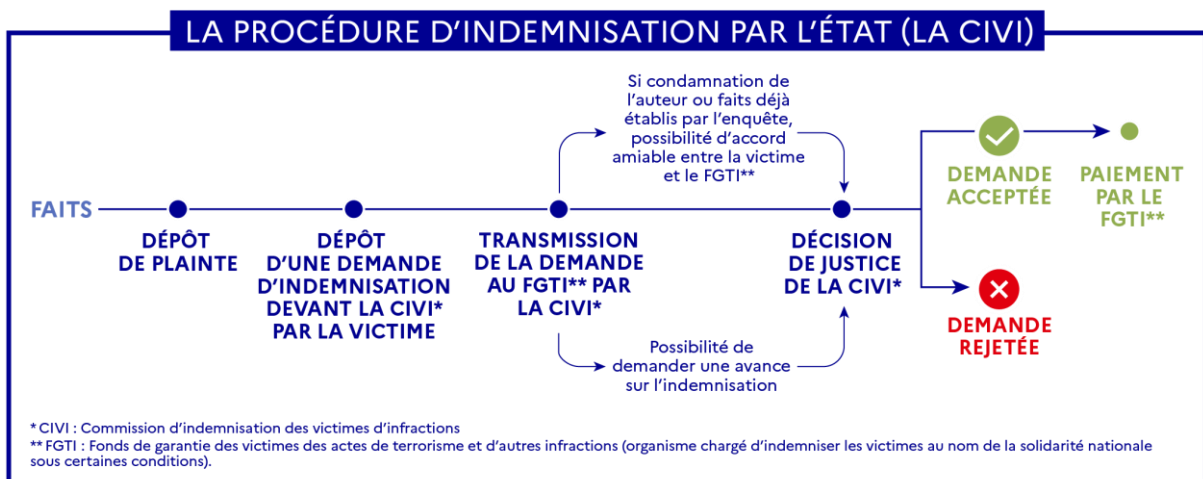 LA PROCÉDURE D'INDEMNISATION PAR L'ÉTAT (LA CIVI)
FAITS
DÉPÔT
DE PLAINTE
DÉPÔT
D'UNE DEMANDE
D'INDEMNISATION
DEVANT LA CIVI*
PAR LA VICTIME
TRANSMISSION
DE LA DEMANDE
AU FGTI** PAR
LA CIVI*
Si condamnation de
l'auteur ou faits déjà
établis par l'enquête,
possibilité d'accord
amiable entre la victime
et le FGTI**
Possibilité de
demander une avance
sur l'indemnisation
DÉCISION
DE JUSTICE
DE LA CIVI*
DEMANDE
ACCEPTÉE
PAIEMENT
PAR LE
FGTI**
DEMANDE
REJETÉE
* CIVI : Commission d'indemnisation des victimes d'infractions
** FGTI : Fonds de garantie des victimes des actes de terrorisme et d'autres infractions (organisme chargé d'indemniser les victimes au nom de la solidarité nationale
sous certaines conditions).